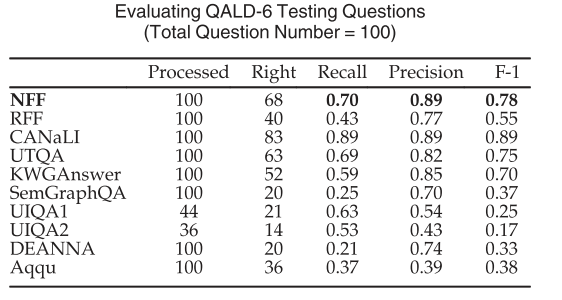 Evaluating QALD-6 Testing Questions
(Total Question Number = 100)
Processed Right Recall Precision F-1
NFF 100 68 0.70 0.89 0.78
RFF 100 40 0.43 0.77 0.55
CANaLI 100 83 0.89 0.89 0.89
UTQA 100 63 0.69 0.82 0.75
KWGAnswer 100 52 0.59 0.85 0.70
SemGraphQA 100 20 0.25 0.70 0.37
UIQA1 44 21 0.63 0.54 0.25
UIQA2 36 14 0.53 0.43 0.17
DEANNA 100 20 0.21 0.74 0.33
Aqqu 100 36 0.37 0.39 0.38